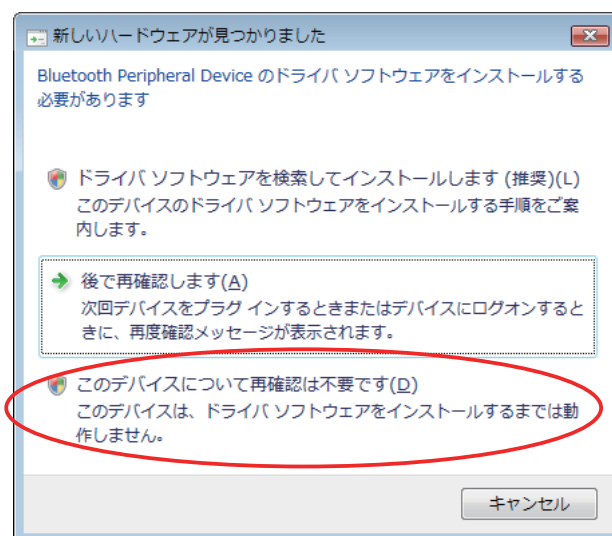 新しいハードウェアが見つかりました
Bluetooth Peripheral Device のドライバ ソフトウェアをインストールする
必要があります
ドライバ ソフトウェアを検索してインストールします (推奨)(L)
このデバイスのドライバ ソフトウェアをインストールする手順をご案
内します。
後で再確認します(A)
次回デバイスをプラグ インするときまたはデバイスにログオンすると
きに、再度確認メッセージが表示されます。
このデバイスについて再確認は不要です(D)
このデバイスは、ドライバ ソフトウェアをインストールするまでは動
作しません。
キャンセル